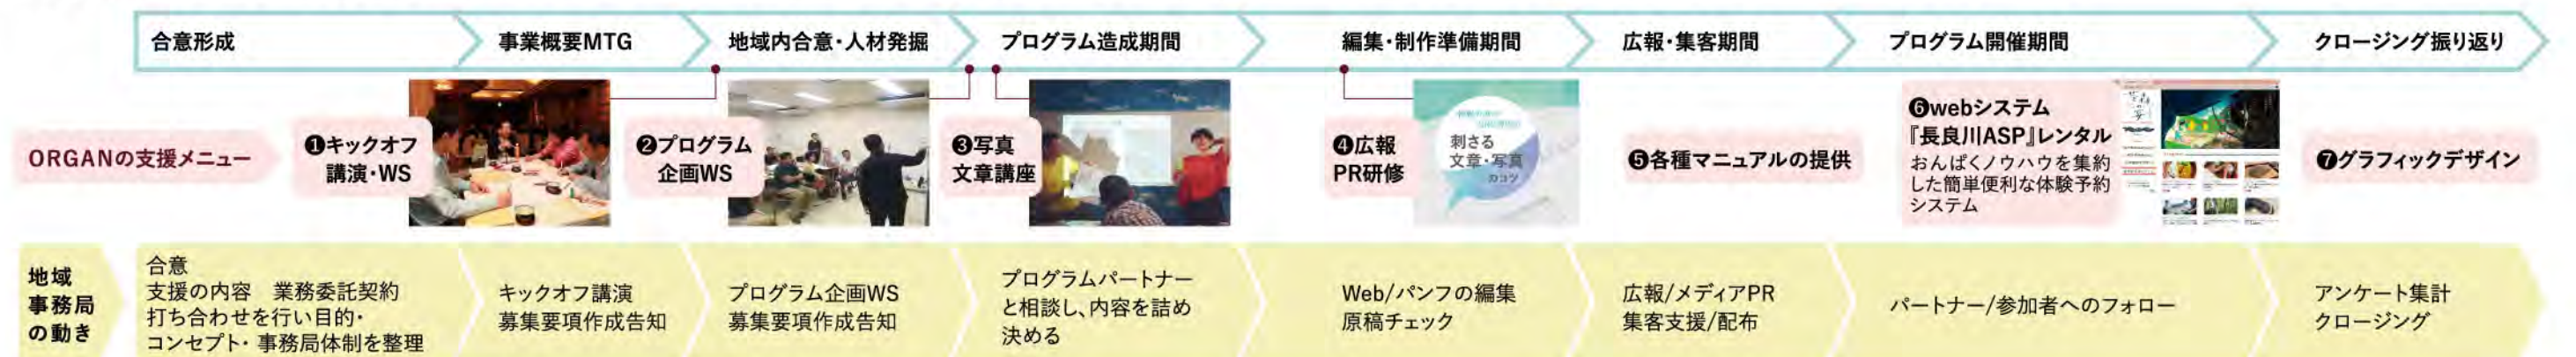 合意形成
事業概要MTG
地域内合意・人材発掘
プログラム造成期間
編集・制作準備期間
広報・集客期間
プログラム開催期間
クロージング振り返り
ORGANの支援メニュー
❶キックオフ
講演・WS
❷プログラム
企画WS
❸写真
文章講座
❹広報
PR研修
刺さる
文章・写真
のコツ
❺各種マニュアルの提供
❻webシステム
『長良川ASP』レンタル
おんぱくノウハウを集約
した簡単便利な体験予約
システム
❼グラフィックデザイン
地域
事務局
の動き
合意
支援の内容　業務委託契約
打ち合わせを行い目的・
コンセプト・事務局体制を整理
キックオフ講演
募集要項作成告知
プログラム企画WS
募集要項作成告知
プログラムパートナー
と相談し、内容を詰め
決める
Web/パンフの編集
原稿チェック
広報/メディアPR
集客支援/配布
パートナー/参加者へのフォロー
アンケート集計
クロージング